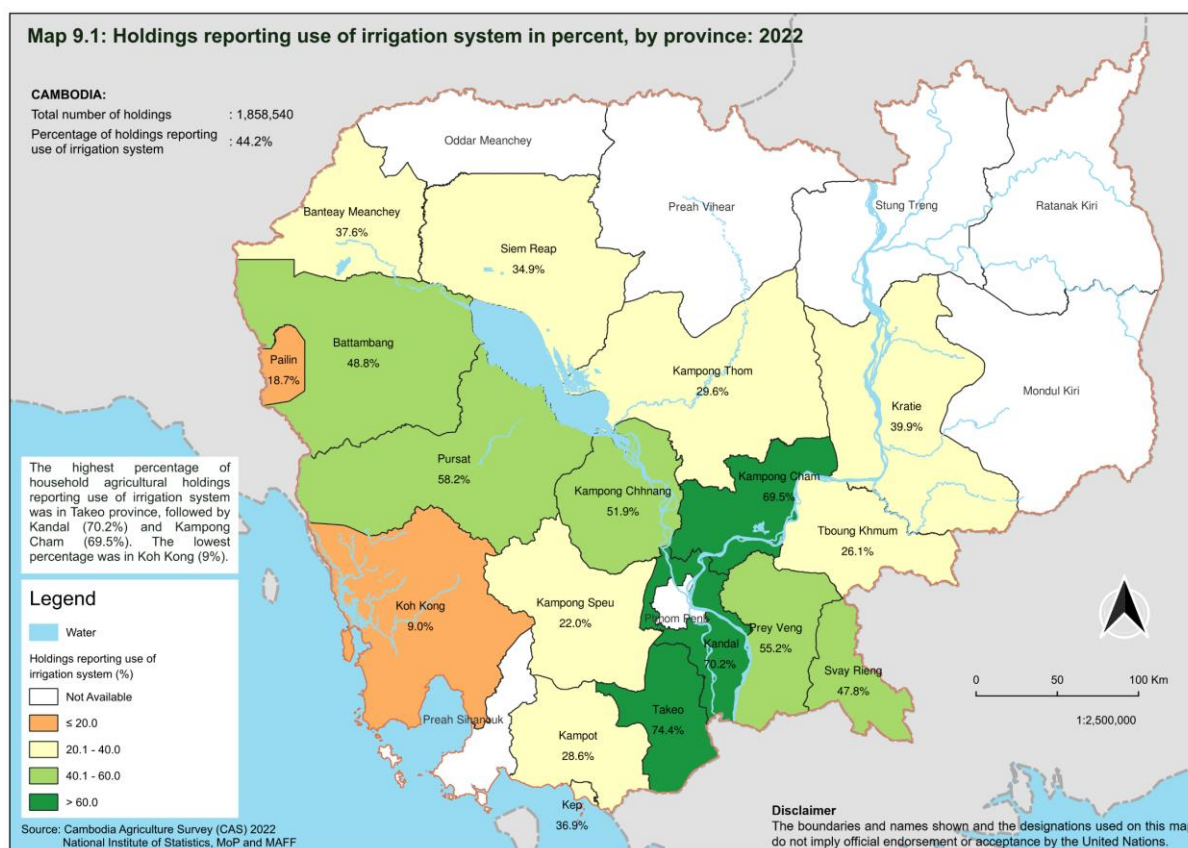 Map 9.1: Holdings reporting use of irrigation system in percent, by province: 2022
CAMBODIA:
Total number of holdings : 1,858,540
Percentage of holdings reporting
use of irrigation system : 44.2%
Oddar Meanchey
Banteay Meanchey
37.6%
Siem Reap
34.9%
Preah Vihear
Stung Treng
Ratanak Kiri
Battambang
48.8%
Pailin
18.7%
Kampong Thom
29.6%
Kratie
39.9%
Mondul Kiri
Pursat
58.2%
Kampong Chhnang
51.9%
Kampong Cham
69.5%
Tboung Khmum
26.1%
Koh Kong
9.0%
Kampong Speu
22.0%
Phnom Penh
Kandal
70.2%
Prey Veng
55.2%
Svay Rieng
47.8%
Preah Sihanouk
Takeo
74.4%
Kampot
28.6%
Kep
36.9%
The highest percentage of
household agricultural holdings
reporting use of irrigation system
was in Takeo province, followed by
Kandal (70.2%) and Kampong
Cham (69.5%). The lowest
percentage was in Koh Kong (9%).
Legend
Water
Holdings reporting use of
irrigation system (%)
Not Available
≤ 20.0
20.1 - 40.0
40.1 - 60.0
> 60.0
0 50 100 Km
1:2,500,000
Source: Cambodia Agriculture Survey (CAS) 2022
National Institute of Statistics, MoP and MAFF
Disclaimer
The boundaries and names shown and the designations used on this map
do not imply official endorsement or acceptance by the United Nations.